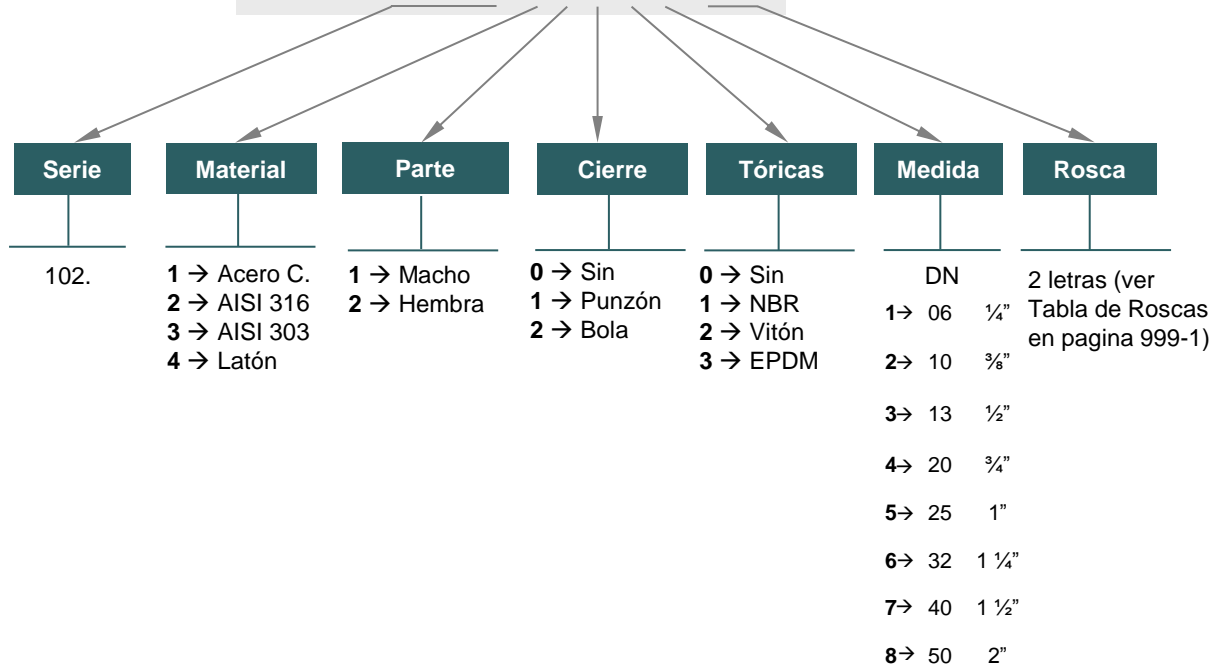 Serie
Material
Parte
Cierre
Tóricas
Medida
Rosca
102.
1 → Acero C.
2 → AISI 316
3 → AISI 303
4 → Latón
1 → Macho
2 → Hembra
0 → Sin
1 → Punzón
2 → Bola
0 → Sin
1 → NBR
2 → Vitón
3 → EPDM
DN
1→ 06 ¼”
2→ 10 ⅜”
3→ 13 ½”
4→ 20 ¾”
5→ 25 1”
6→ 32 1 ¼”
7→ 40 1 ½”
8→ 50 2”
2 letras (ver
Tabla de Roscas
en pagina 999-1)